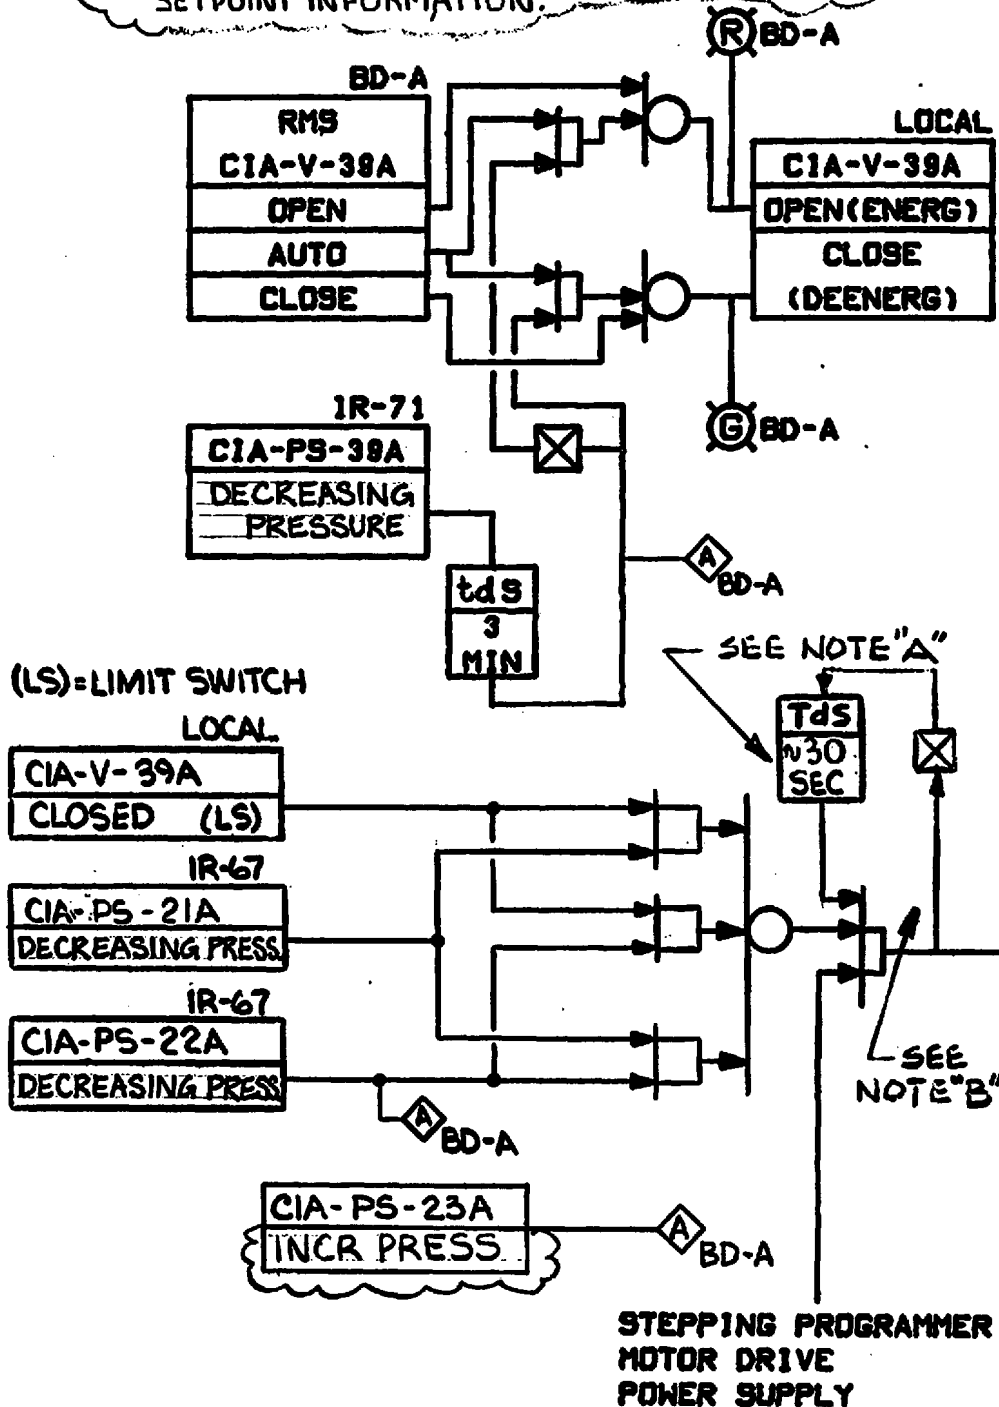 SETPOINT INFORMATION.
R BD-A
BD-A
RMS
CIA-V-39A
OPEN
AUTO
CLOSE
LOCAL
CIA-V-39A
OPEN(ENERG)
CLOSE
(DEENERG)
G BD-A
IR-71
CIA-PS-39A
DECREASING
PRESSURE
tdS
3
MIN
A
BD-A
SEE NOTE "A"
(LS)=LIMIT SWITCH
LOCAL
CIA-V-39A
CLOSED (LS)
TdS
~30
SEC
IR-67
CIA-PS-21A
DECREASING PRESS.
IR-67
CIA-PS-22A
DECREASING PRESS
A
BD-A
SEE
NOTE "B"
CIA-PS-23A
INCR PRESS
A
BD-A
STEPPING PROGRAMMER
MOTOR DRIVE
POWER SUPPLY